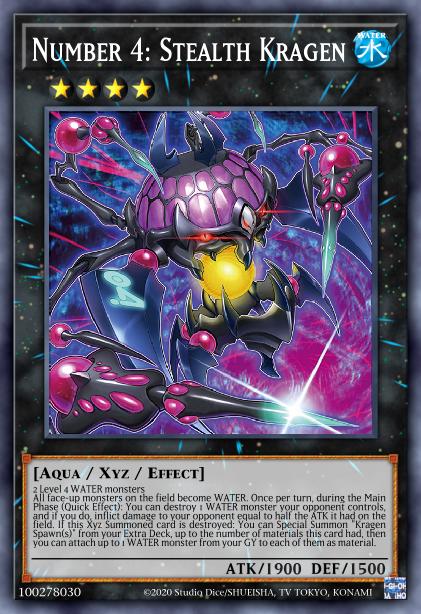 NUMBER 4: STEALTH KRAGEN
WATER
水
04
[AQUA / XYZ / EFFECT]
2 Level 4 WATER monsters
All face-up monsters on the field become WATER. Once per turn, during the Main
Phase (Quick Effect): You can destroy 1 WATER monster your opponent controls,
and if you do, inflict damage to your opponent equal to half the ATK it had on the
field. If this Xyz Summoned card is destroyed: You can Special Summon "Kragen
Spawn(s)" from your Extra Deck, up to the number of materials this card had, then
you can attach up to 1 WATER monster from your GY to each of them as material.
ATK/1900 DEF/1500
100278030
©2020 Studio Dice/SHUEISHA, TV TOKYO, KONAMI